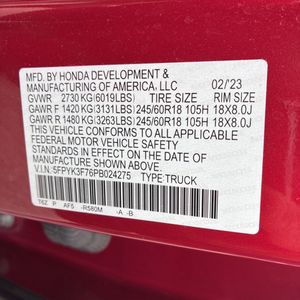 MFD. BY HONDA DEVELOPMENT &
MANUFACTURING OF AMERICA, LLC 02/'23
GVWR 2730 KG(6019LBS) TIRE SIZE RIM SIZE
GAWR F 1420 KG(3131LBS) 245/60R18 105H 18X8.0J
GAWR R 1480 KG(3263LBS) 245/60R18 105H 18X8.0J
THIS VEHICLE CONFORMS TO ALL APPLICABLE
FEDERAL MOTOR VEHICLE SAFETY
STANDARDS IN EFFECT ON THE DATE OF
MANUFACTURE SHOWN ABOVE.
V.I.N.: 5FPYK3F76PB024275 TYPE:TRUCK
T6Z P AF5 -R580M -A -B